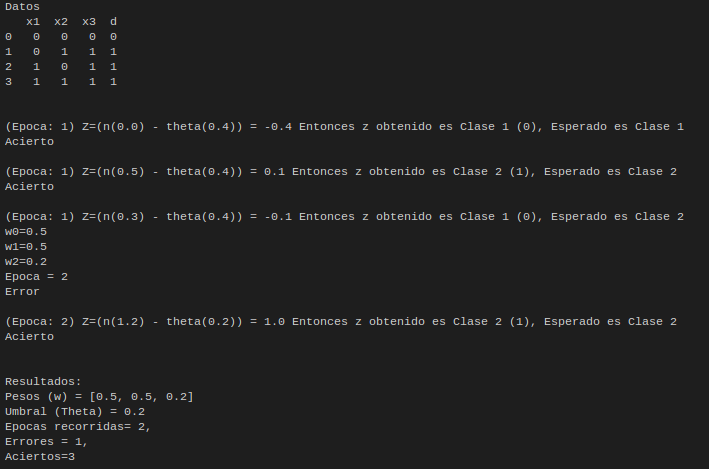 Datos
x1 x2 x3 d
0 0 0 0 0
1 0 1 1 1
2 1 0 1 1
3 1 1 1 1
(Epoca: 1) Z=(n(0.0) - theta(0.4)) = -0.4 Entonces z obtenido es Clase 1 (0), Esperado es Clase 1
Acierto
(Epoca: 1) Z=(n(0.5) - theta(0.4)) = 0.1 Entonces z obtenido es Clase 2 (1), Esperado es Clase 2
Acierto
(Epoca: 1) Z=(n(0.3) - theta(0.4)) = -0.1 Entonces z obtenido es Clase 1 (0), Esperado es Clase 2
w0=0.5
w1=0.5
w2=0.2
Epoca = 2
Error
(Epoca: 2) Z=(n(1.2) - theta(0.2)) = 1.0 Entonces z obtenido es Clase 2 (1), Esperado es Clase 2
Acierto
Resultados:
Pesos (w) = [0.5, 0.5, 0.2]
Umbral (Theta) = 0.2
Epocas recorridas= 2,
Errores = 1,
Aciertos=3